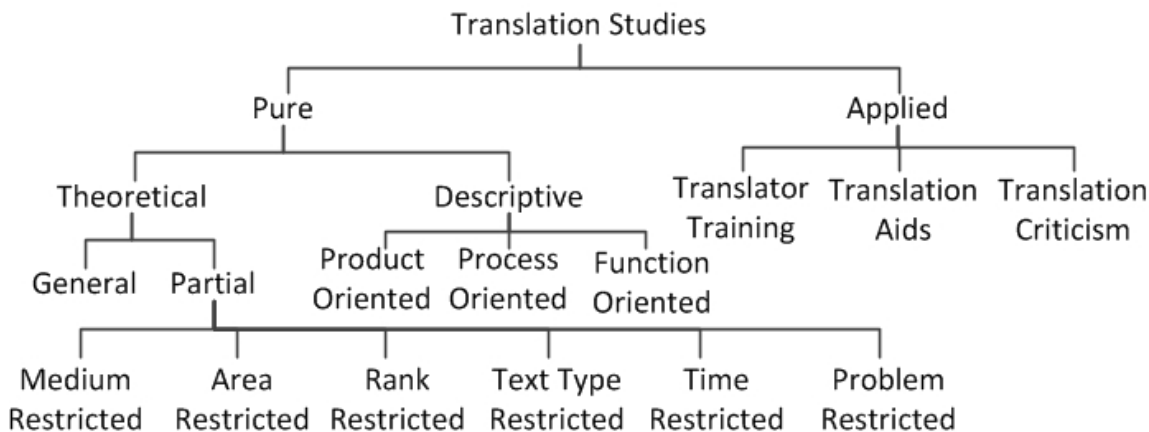 Translation Studies
Pure
Applied
Theoretical
Descriptive
Translator
Training
Translation
Aids
Translation
Criticism
General
Partial
Product
Oriented
Process
Oriented
Function
Oriented
Medium
Restricted
Area
Restricted
Rank
Restricted
Text Type
Restricted
Time
Restricted
Problem
Restricted